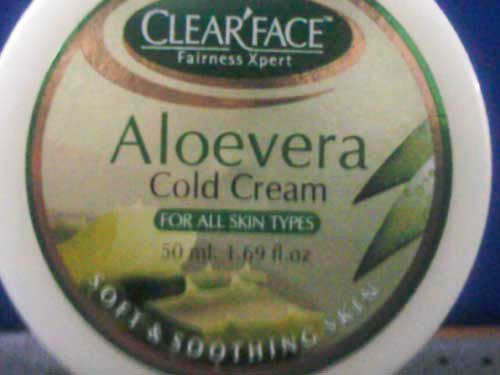 CLEAR'FACE™
Fairness Xpert
Aloevera
Cold Cream
FOR ALL SKIN TYPES
50 ml. 1.69 fl.oz
SOFT & SOOTHING SKIN